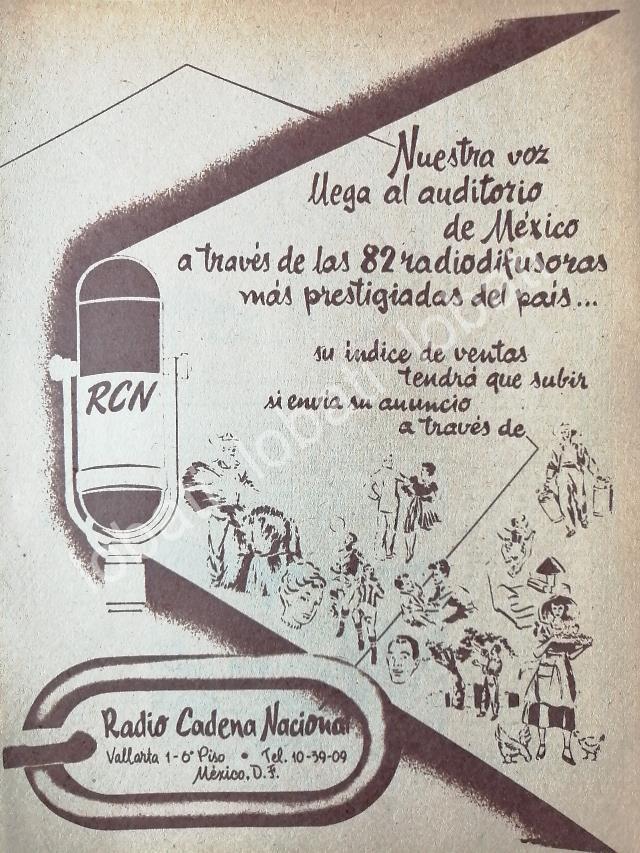 Nuestra voz
llega al auditorio
de México
a través de las 82 radiodifusoras
más prestigiadas del país...
su índice de ventas
tendrá que subir
si envia su anuncio
a través de
RCN
Radio Cadena Nacional
Vallarta 1-6° Piso • Tel. 10-39-09
México, D.F.